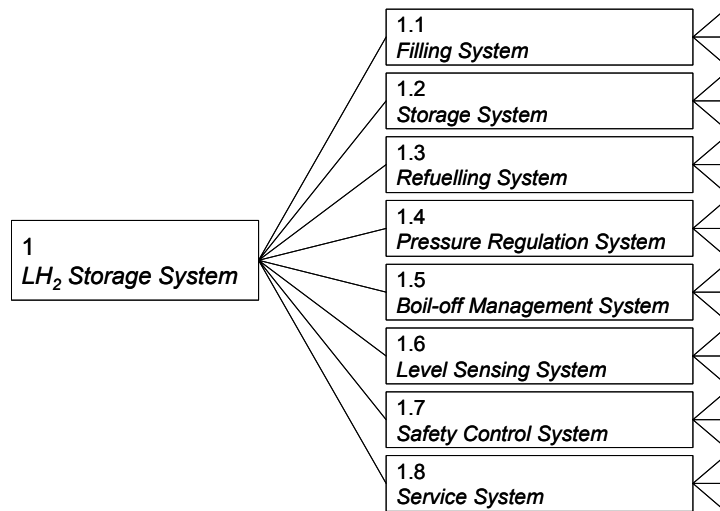 1.1
Filling System
1.2
Storage System
1.3
Refuelling System
1
LH₂ Storage System
1.4
Pressure Regulation System
1.5
Boil-off Management System
1.6
Level Sensing System
1.7
Safety Control System
1.8
Service System